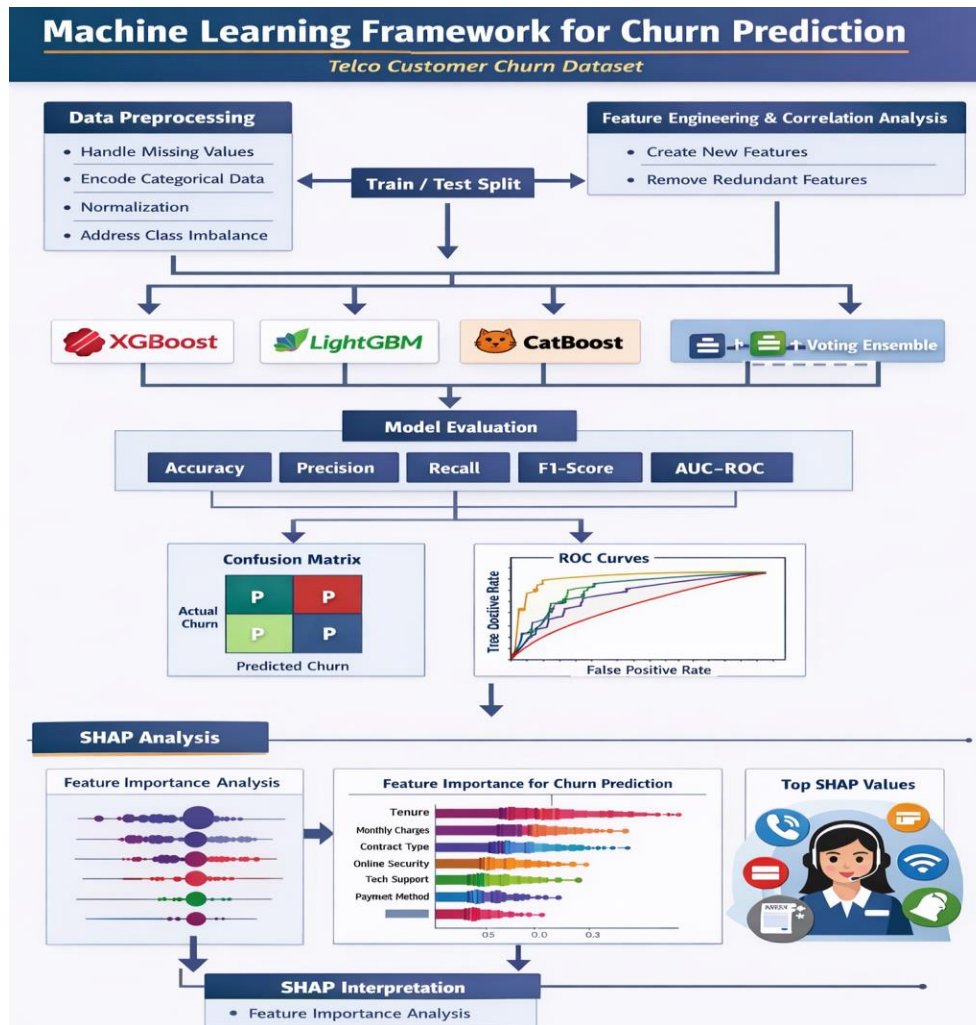 Machine Learning Framework for Churn Prediction
Telco Customer Churn Dataset
Data Preprocessing
• Handle Missing Values
• Encode Categorical Data
• Normalization
• Address Class Imbalance
Train / Test Split
Feature Engineering & Correlation Analysis
• Create New Features
• Remove Redundant Features
XGBoost
LightGBM
CatBoost
Voting Ensemble
Model Evaluation
Accuracy
Precision
Recall
F1-Score
AUC-ROC
Confusion Matrix
P
P
Actual
Churn
P
P
Predicted Churn
ROC Curves
Tree Doctive Rate
False Positive Rate
SHAP Analysis
Feature Importance Analysis
Feature Importance for Churn Prediction
Tenure
Monthly Charges
Contract Type
Online Security
Tech Support
Paymet Method
05
0.0
0.3
Top SHAP Values
SHAP Interpretation
• Feature Importance Analysis